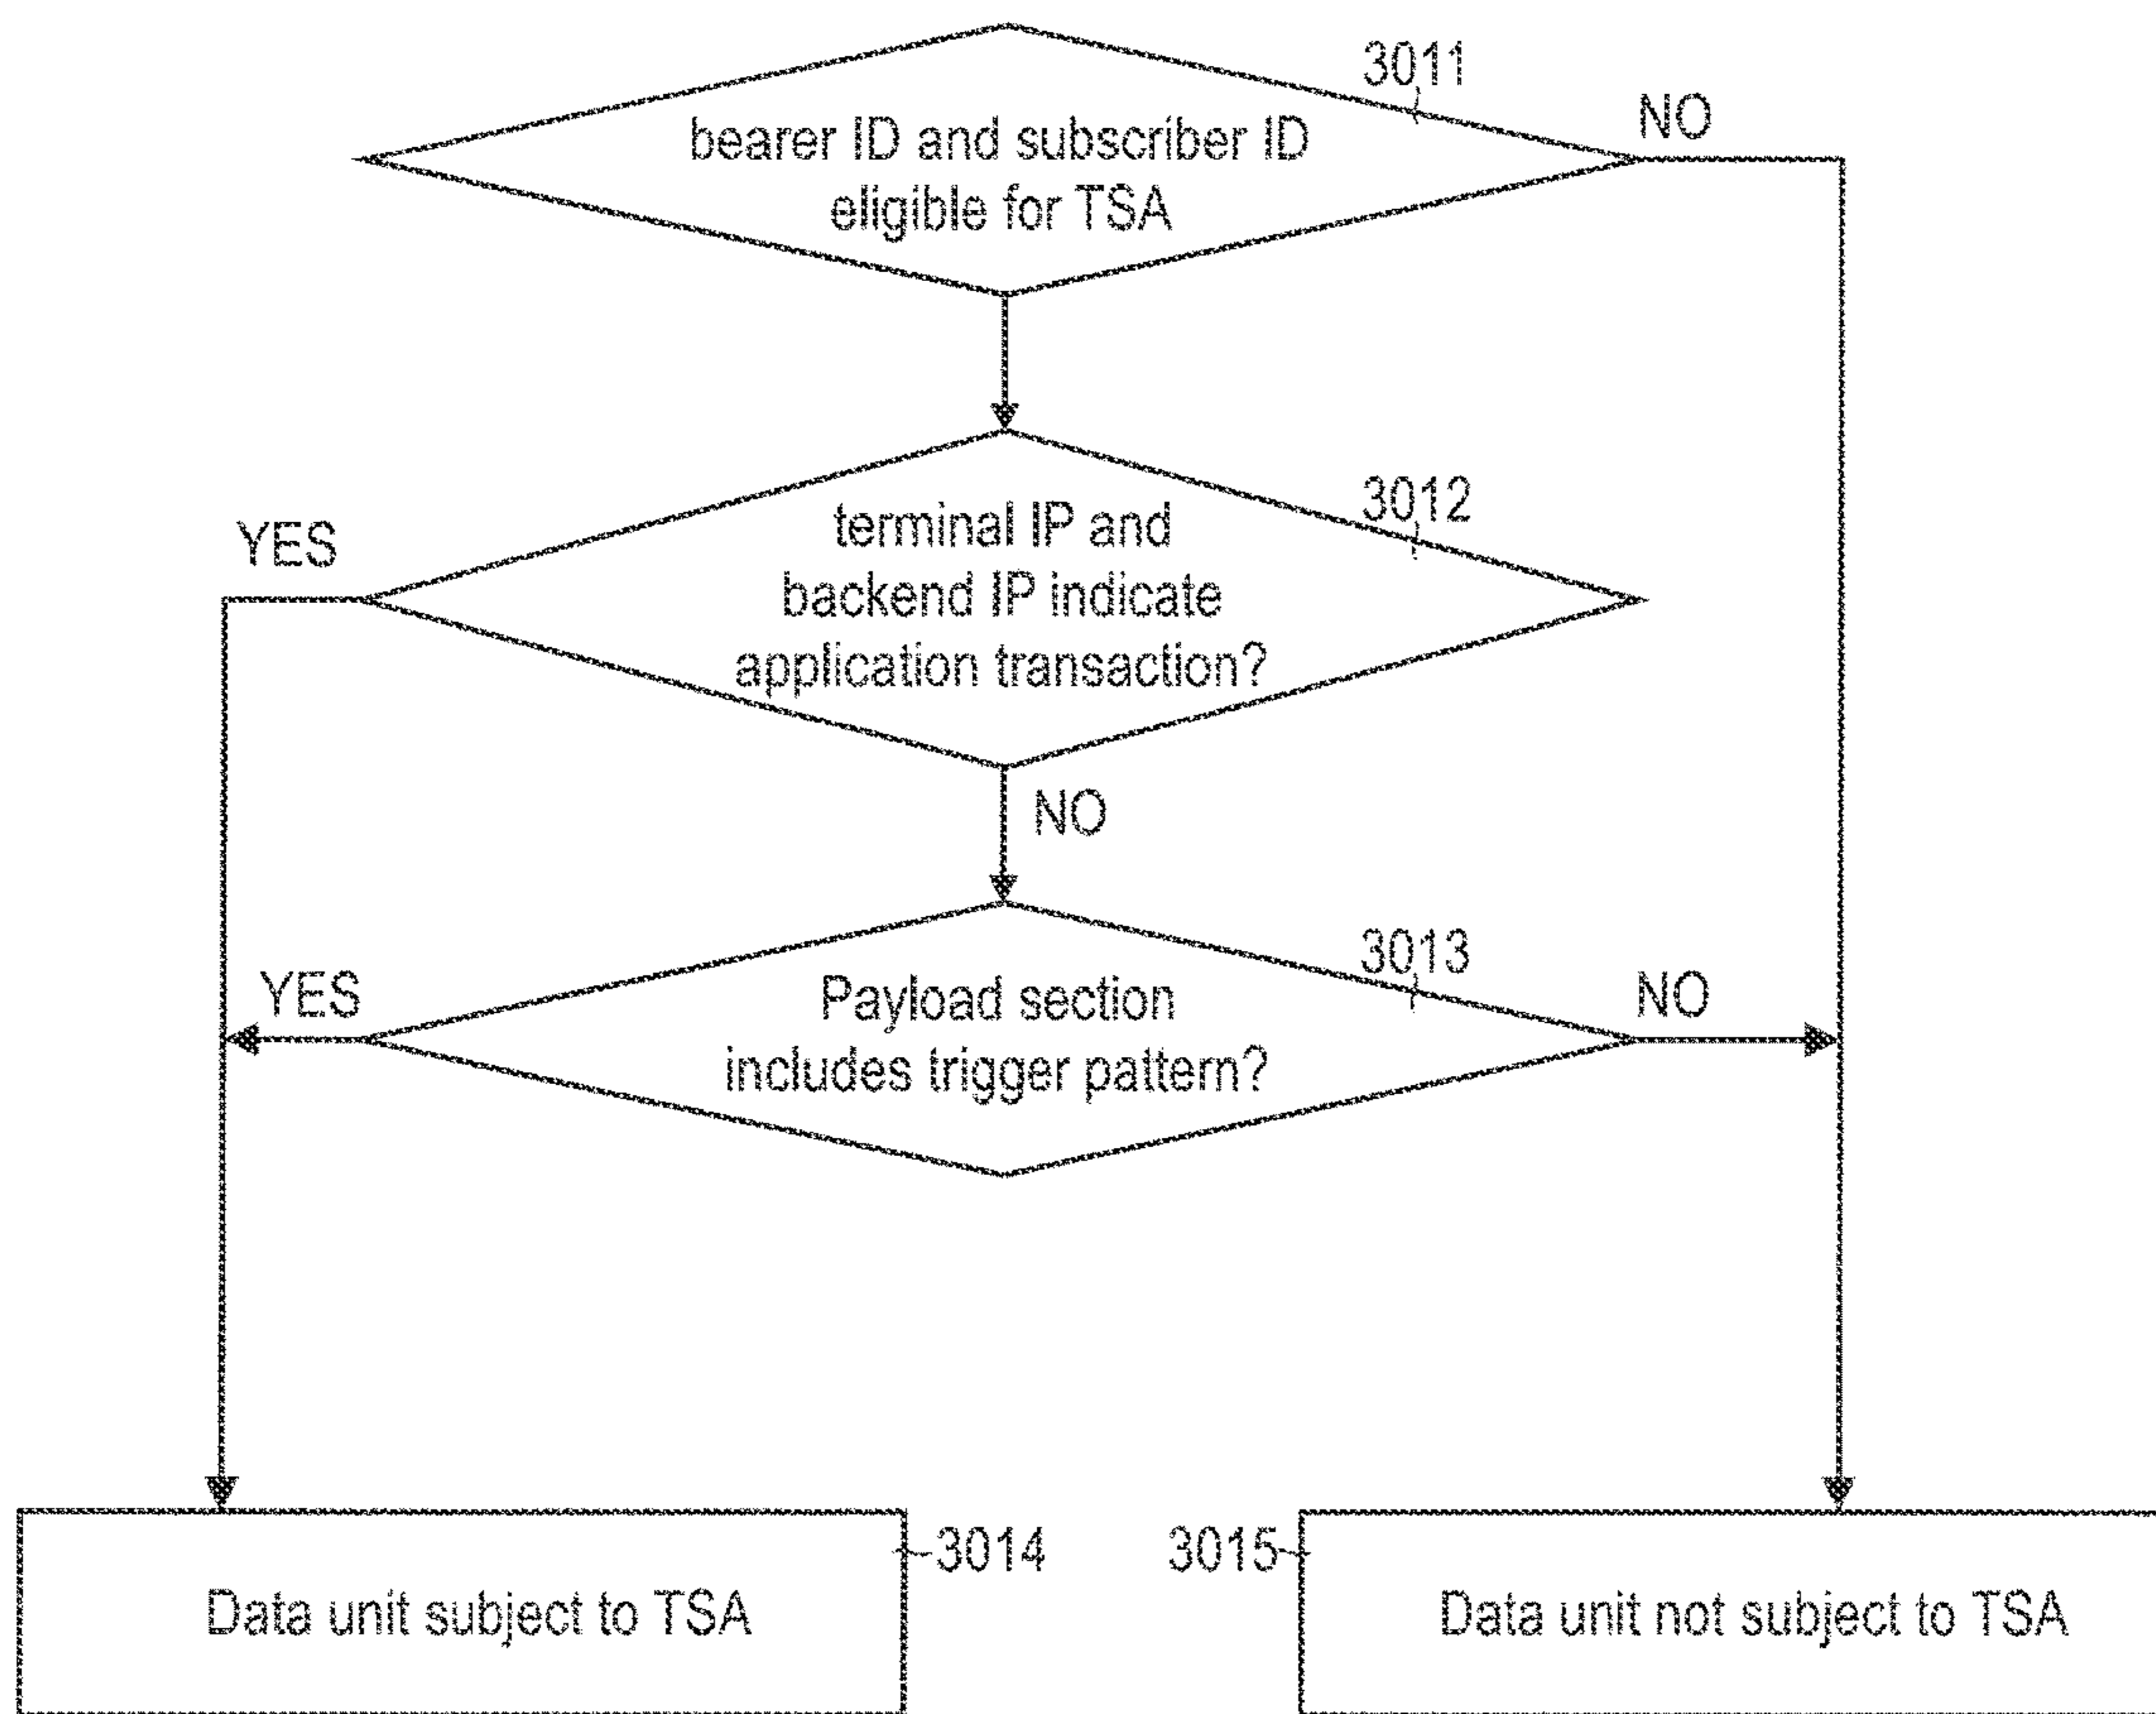 3011
NO
bearer ID and subscriber ID
eligible for TSA
3012
YES
terminal IP and
backend IP indicate
application transaction?
NO
3013
YES
NO
Payload section
includes trigger pattern?
3014
3015
Data unit subject to TSA
Data unit not subject to TSA